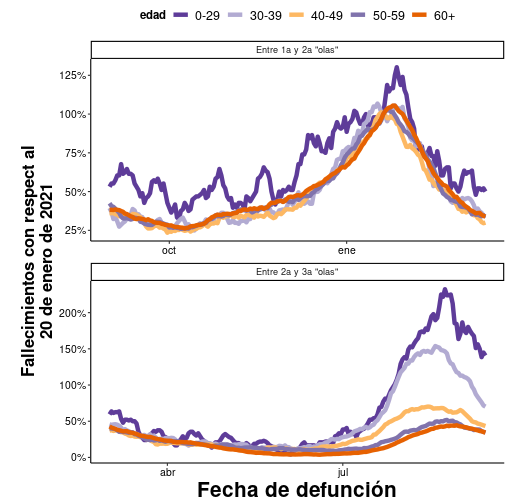 edad 0-29 30-39 40-49 50-59 60+
Entre 1a y 2a "olas"
125%
100%
75%
50%
25%
oct ene
Entre 2a y 3a "olas"
200%
150%
100%
50%
0%
abr jul
Fallecimientos con respect al
20 de enero de 2021
Fecha de defunción